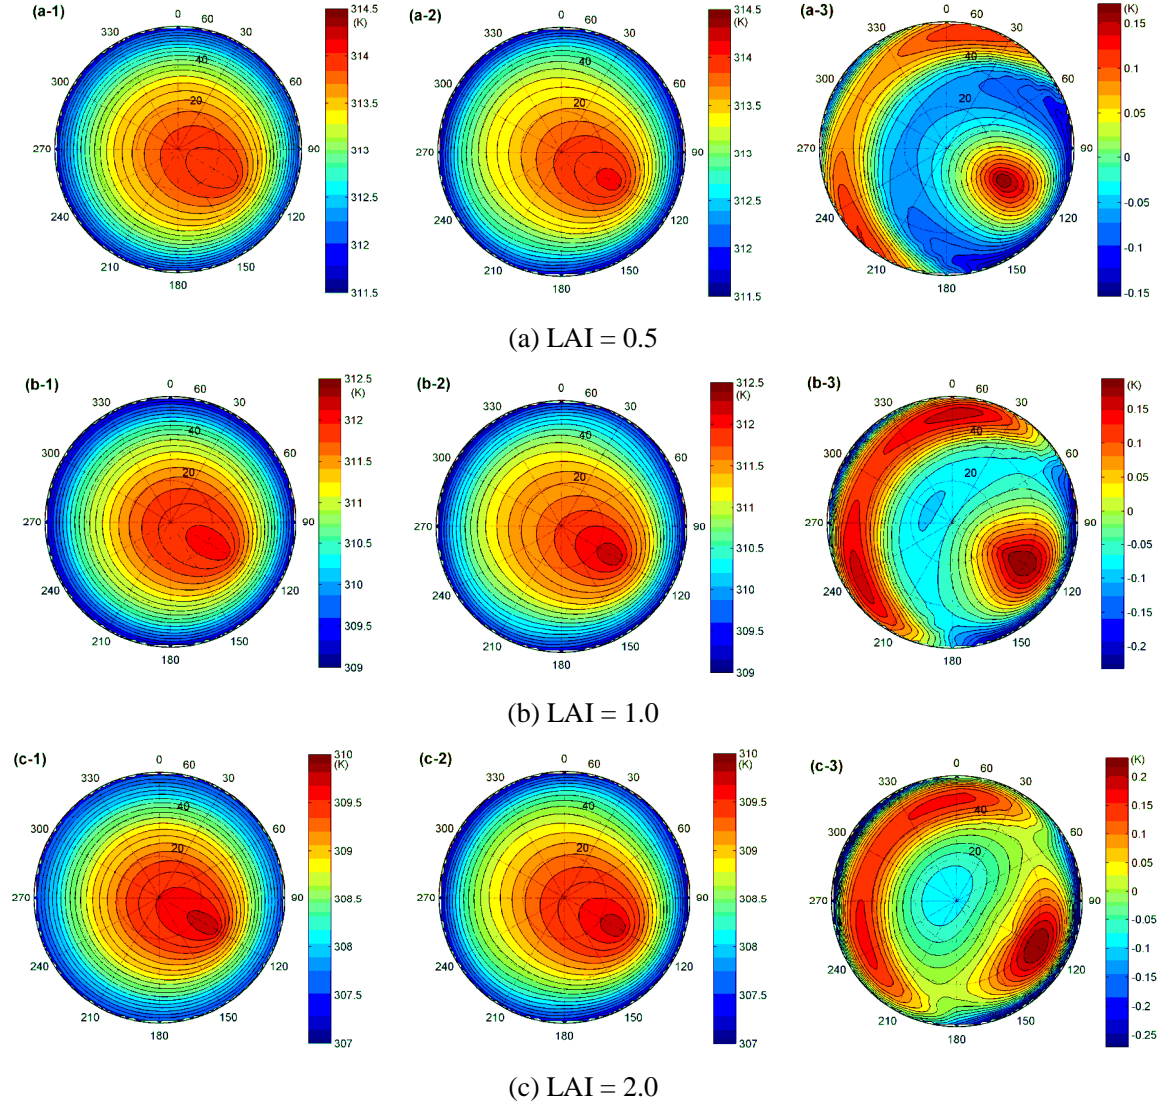 (a-1) 0 30 60 90 120 150 180 210 240 270 300 330 20 40
314.5 (K) 314 313.5 313 312.5 312 311.5
(a-2) 0 30 60 90 120 150 180 210 240 270 300 330 20 40
314.5 (K) 314 313.5 313 312.5 312 311.5
(a-3) 0 30 60 90 120 150 180 210 240 270 300 330 20 40
(K) 0.15 0.1 0.05 0 -0.05 -0.1 -0.15
(a) LAI = 0.5
(b-1) 0 60 30 60 90 120 150 180 210 240 270 300 330 20 40
312.5 (K) 312 311.5 311 310.5 310 309.5 309
(b-2) 0 60 30 60 90 120 150 180 210 240 270 300 330 20 40
312.5 (K) 312 311.5 311 310.5 310 309.5 309
(b-3) 0 60 30 60 90 120 150 180 210 240 270 300 330 20 40
(K) 0.15 0.1 0.05 0 -0.05 -0.1 -0.15 -0.2
(b) LAI = 1.0
(c-1) 0 60 30 60 90 120 150 180 210 240 270 300 330 20 40
310 (K) 309.5 309 308.5 308 307.5 307
(c-2) 0 60 30 60 90 120 150 180 210 240 270 300 330 20 40
310 (K) 309.5 309 308.5 308 307.5 307
(c-3) 0 60 30 60 90 120 150 180 210 240 270 300 330 20 40
(K) 0.2 0.15 0.1 0.05 0 -0.05 -0.1 -0.15 -0.2 -0.25
(c) LAI = 2.0